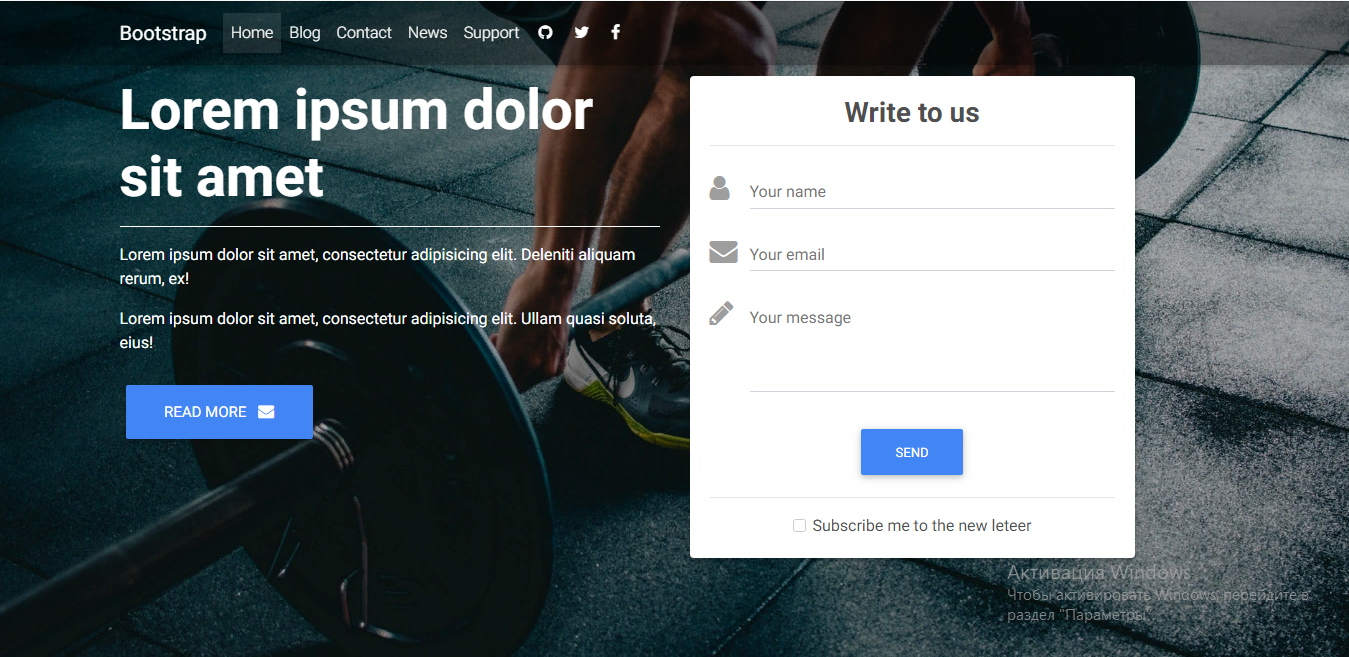 Bootstrap Home Blog Contact News Support
Lorem ipsum dolor
sit amet
Lorem ipsum dolor sit amet, consectetur adipisicing elit. Deleniti aliquam
rerum, ex!
Lorem ipsum dolor sit amet, consectetur adipisicing elit. Ullam quasi soluta,
eius!
READ MORE
Write to us
Your name
Your email
Your message
SEND
Subscribe me to the new leteer
Активация Windows
Чтобы активировать Windows, перейдите в
раздел "Параметры".